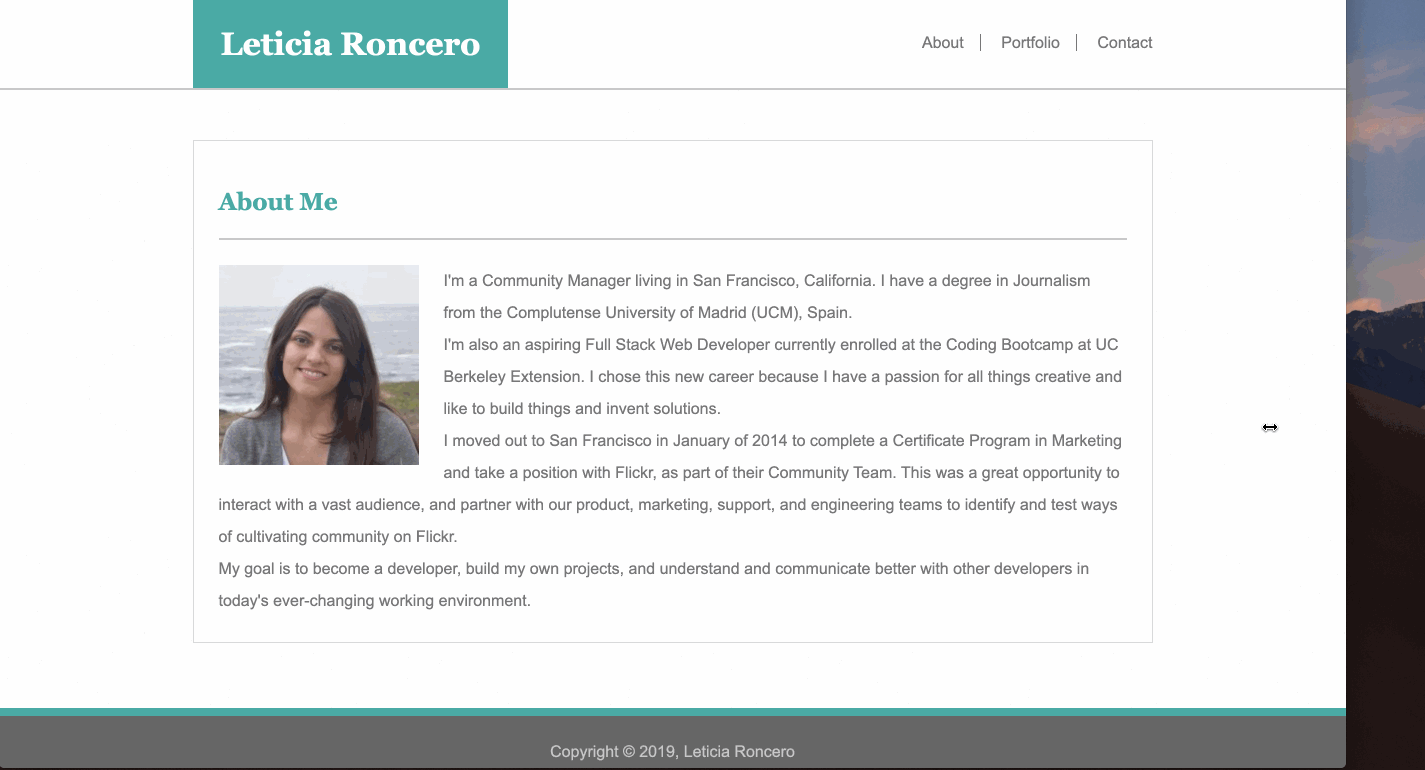 Leticia Roncero
About
Portfolio
Contact
About Me
I'm a Community Manager living in San Francisco, California. I have a degree in Journalism
from the Complutense University of Madrid (UCM), Spain.
I'm also an aspiring Full Stack Web Developer currently enrolled at the Coding Bootcamp at UC
Berkeley Extension. I chose this new career because I have a passion for all things creative and
like to build things and invent solutions.
I moved out to San Francisco in January of 2014 to complete a Certificate Program in Marketing
and take a position with Flickr, as part of their Community Team. This was a great opportunity to
interact with a vast audience, and partner with our product, marketing, support, and engineering teams to identify and test ways
of cultivating community on Flickr.
My goal is to become a developer, build my own projects, and understand and communicate better with other developers in
today's ever-changing working environment.
Copyright © 2019, Leticia Roncero